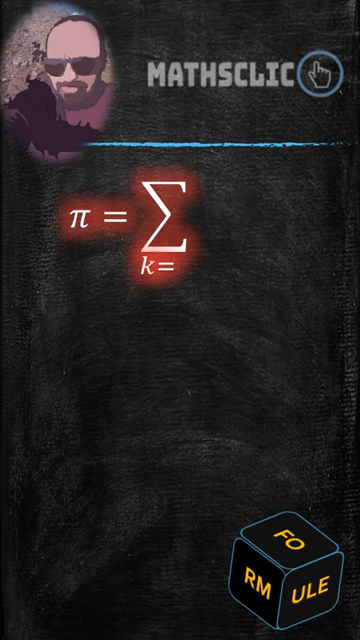 MATHSCLIC
π = ∑
k=
FO
RM ULE